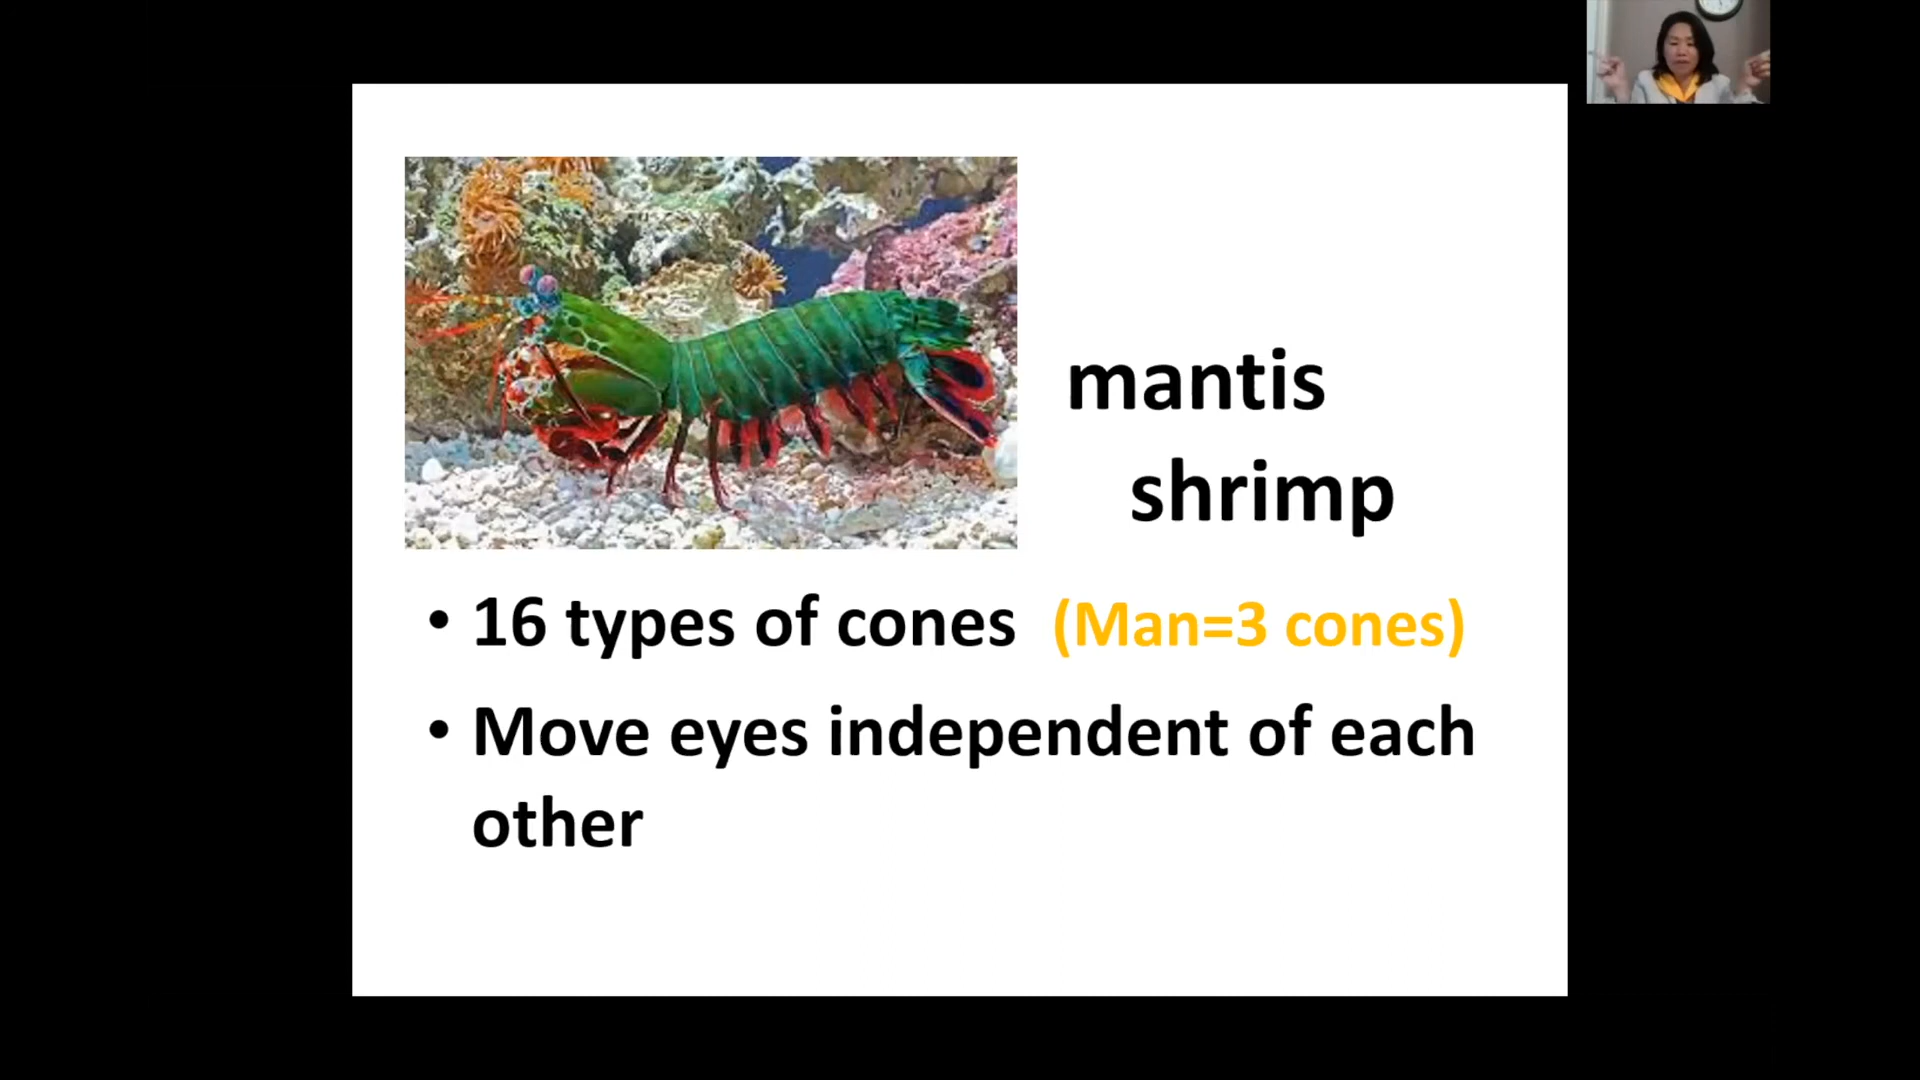 mantis
shrimp
• 16 types of cones (Man=3 cones)
• Move eyes independent of each
other